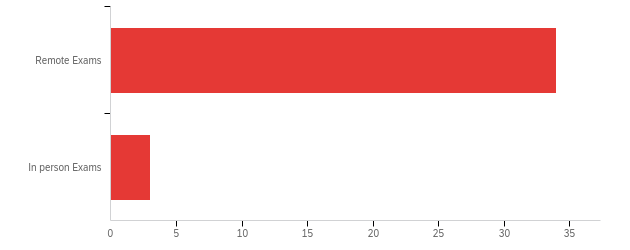 Remote Exams
In person Exams
0 5 10 15 20 25 30 35